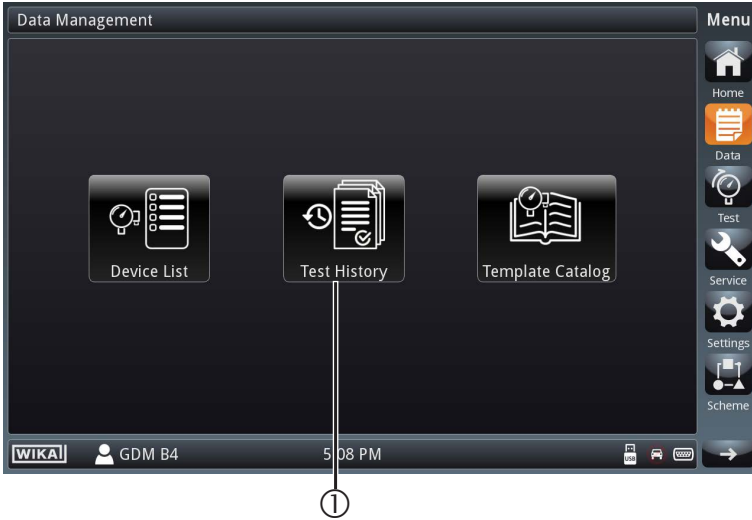 Data Management
Menu
Home
Data
Test
Service
Settings
Scheme
Device List
Test History
Template Catalog
WIKA
GDM B4
5:08 PM
USB
①